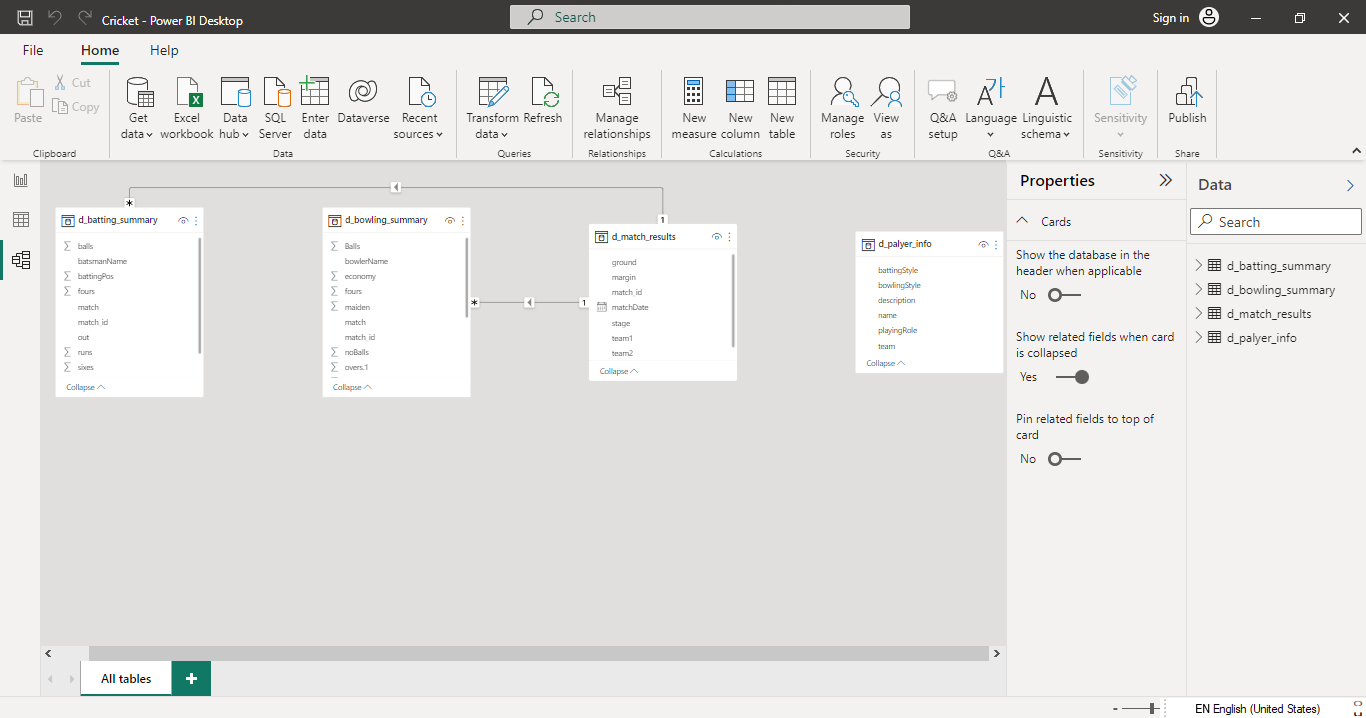 Cricket - Power BI Desktop
Search
Sign in
File
Home
Help
Paste
Cut
Copy
Clipboard
Get data
Excel workbook
Data hub
SQL Server
Enter data
Dataverse
Recent sources
Data
Transform data
Refresh
Queries
Manage relationships
Relationships
New measure
New column
New table
Calculations
Manage roles
View as
Security
Q&A setup
Language
Linguistic schema
Q&A
Sensitivity
Sensitivity
Publish
Share
*
1
d_batting_summary
balls
batsmanName
battingPos
fours
match
match_id
out
runs
sixes
Collapse
d_bowling_summary
Balls
bowlerName
economy
fours
maiden
match
match_id
noBalls
overs.1
Collapse
*
1
d_match_results
ground
margin
match_id
matchDate
stage
team1
team2
Collapse
d_palyer_info
battingStyle
bowlingStyle
description
name
playingRole
team
Collapse
Properties
Cards
Show the database in the
header when applicable
No
Show related fields when card
is collapsed
Yes
Pin related fields to top of
card
No
Data
Search
d_batting_summary
d_bowling_summary
d_match_results
d_palyer_info
All tables
+
-
EN English (United States)